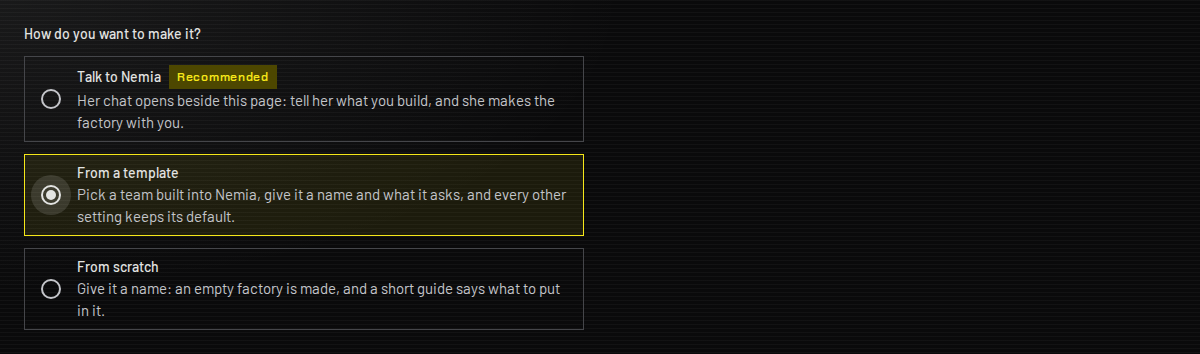 How do you want to make it?
Talk to Nemia Recommended
Her chat opens beside this page: tell her what you build, and she makes the
factory with you.
From a template
Pick a team built into Nemia, give it a name and what it asks, and every other
setting keeps its default.
From scratch
Give it a name: an empty factory is made, and a short guide says what to put
in it.